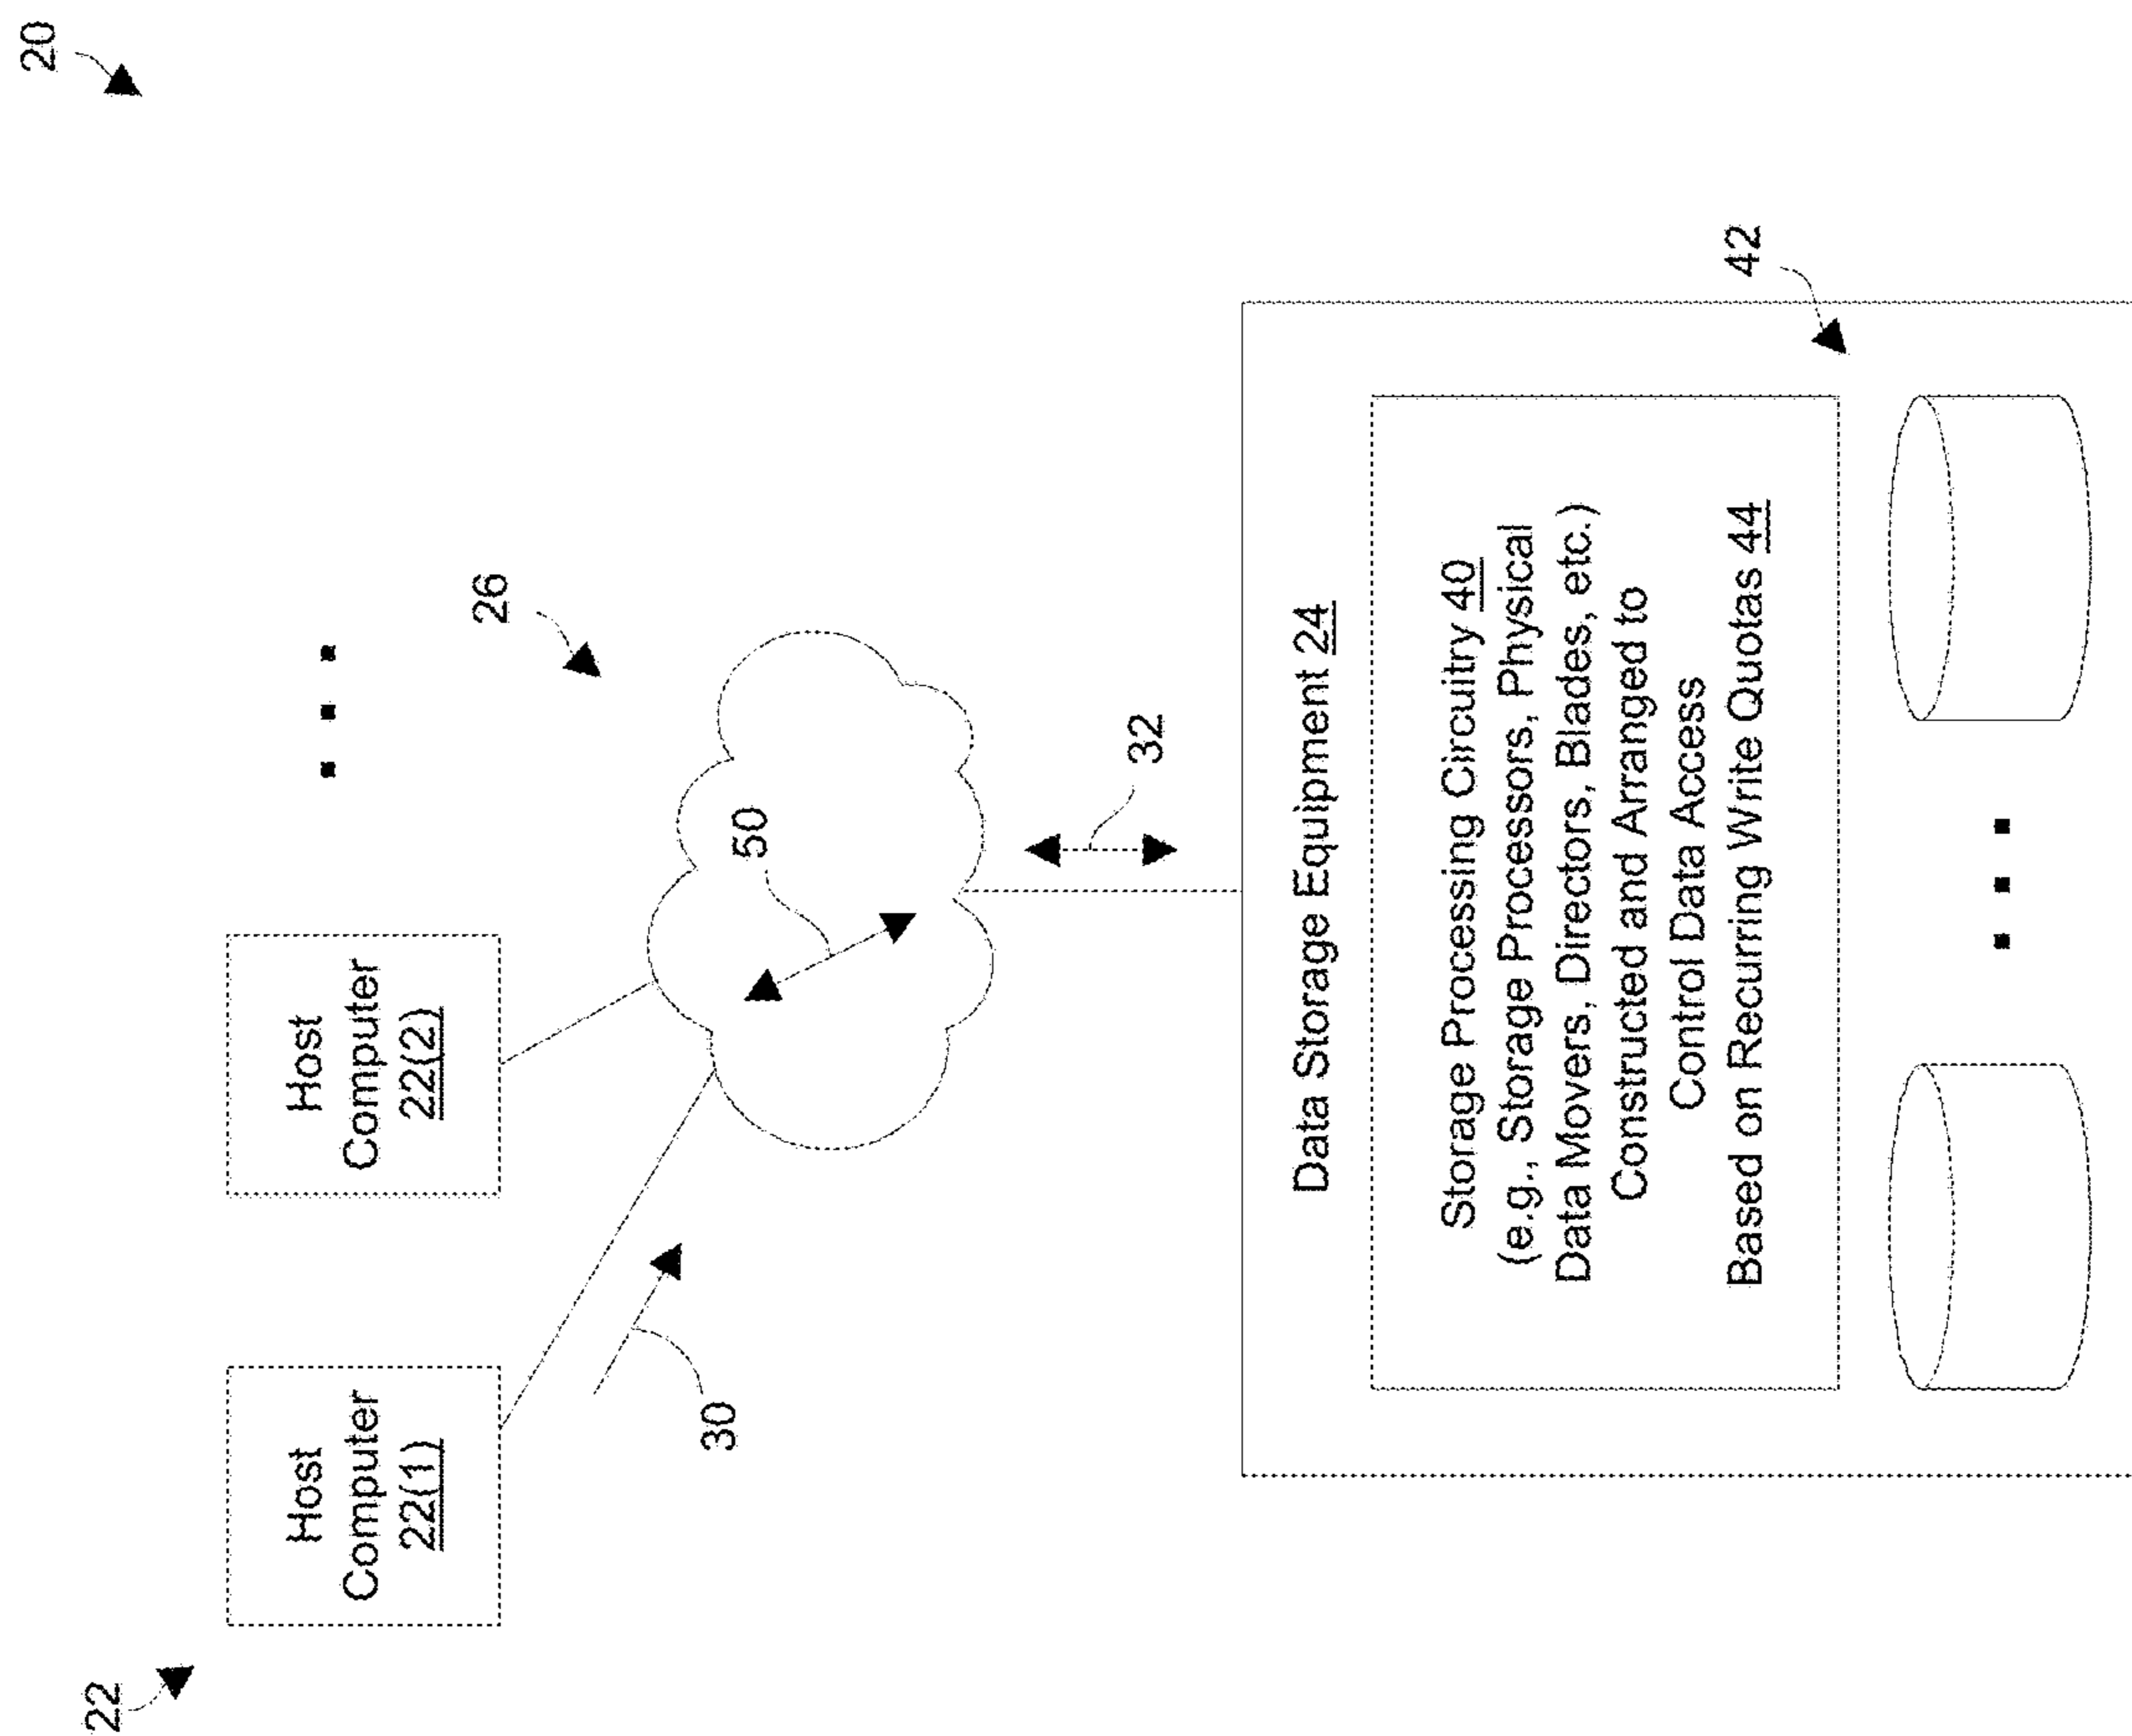 20
22
Host
Computer
22(1)
Host
Computer
22(2)
30
26
50
32
Data Storage Equipment 24
Storage Processing Circuitry 40
(e.g., Storage Processors, Physical
Data Movers, Directors, Blades, etc.)
Constructed and Arranged to
Control Data Access
Based on Recurring Write Quotas 44
42